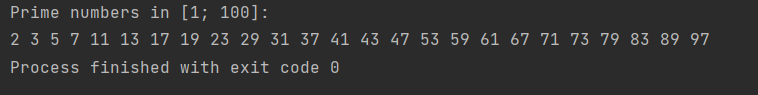 Prime numbers in [1; 100]:
2 3 5 7 11 13 17 19 23 29 31 37 41 43 47 53 59 61 67 71 73 79 83 89 97
Process finished with exit code 0